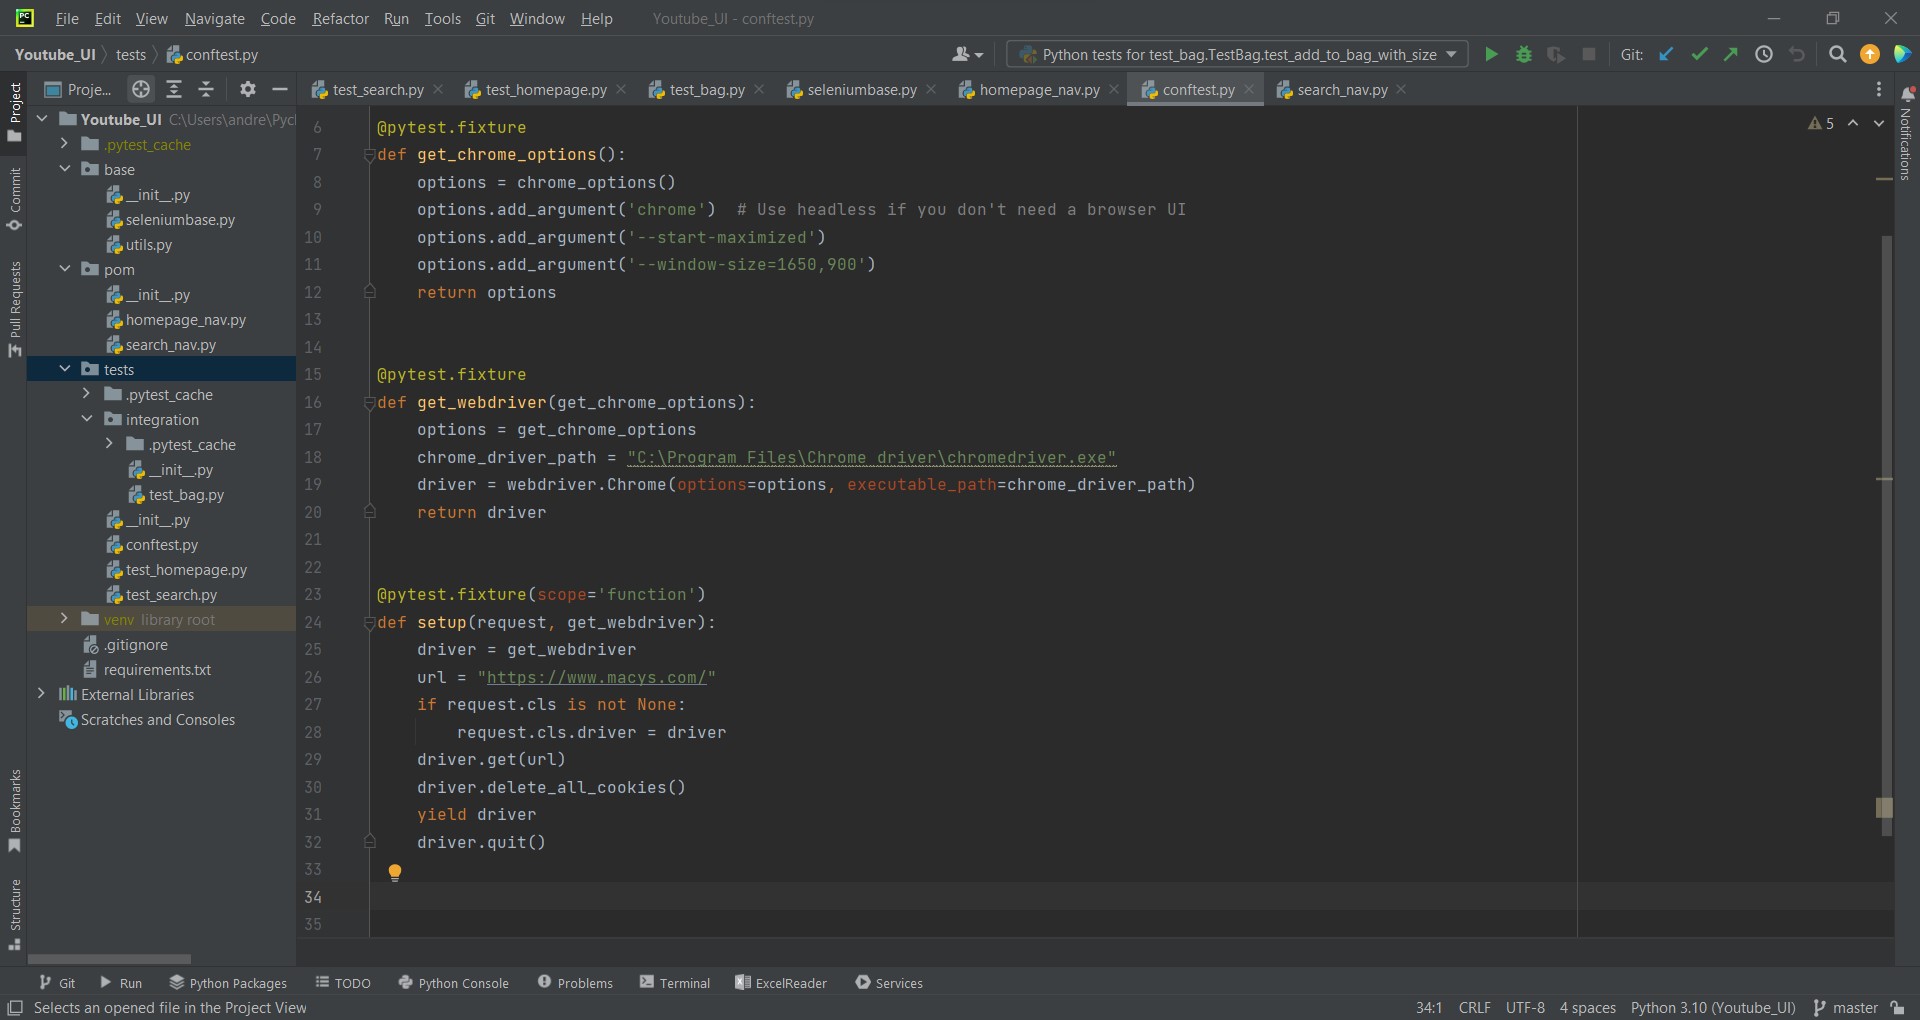 PC
File Edit View Navigate Code Refactor Run Tools Git Window Help Youtube_UI - conftest.py
Youtube_UI tests conftest.py
Python tests for test_bag.TestBag.test_add_to_bag_with_size
Git:
Project
Commit
Pull Requests
Bookmarks
Structure
Proje...
test_search.py test_homepage.py test_bag.py seleniumbase.py homepage_nav.py conftest.py search_nav.py
Notifications
Youtube_UI C:\Users\andre\Pycl
.pytest_cache
base
__init__.py
seleniumbase.py
utils.py
pom
__init__.py
homepage_nav.py
search_nav.py
tests
.pytest_cache
integration
.pytest_cache
__init__.py
test_bag.py
__init__.py
conftest.py
test_homepage.py
test_search.py
venv library root
.gitignore
requirements.txt
External Libraries
Scratches and Consoles
5
6 @pytest.fixture
7 def get_chrome_options():
8 options = chrome_options()
9 options.add_argument('chrome')  # Use headless if you don't need a browser UI
10 options.add_argument('--start-maximized')
11 options.add_argument('--window-size=1650,900')
12 return options
13
14
15 @pytest.fixture
16 def get_webdriver(get_chrome_options):
17 options = get_chrome_options
18 chrome_driver_path = "C:\Program Files\Chrome driver\chromedriver.exe"
19 driver = webdriver.Chrome(options=options, executable_path=chrome_driver_path)
20 return driver
21
22
23 @pytest.fixture(scope='function')
24 def setup(request, get_webdriver):
25 driver = get_webdriver
26 url = "https://www.macys.com/"
27 if request.cls is not None:
28 request.cls.driver = driver
29 driver.get(url)
30 driver.delete_all_cookies()
31 yield driver
32 driver.quit()
33
34
35
Git Run Python Packages TODO Python Console Problems Terminal ExcelReader Services
Selects an opened file in the Project View 34:1 CRLF UTF-8 4 spaces Python 3.10 (Youtube_UI) master